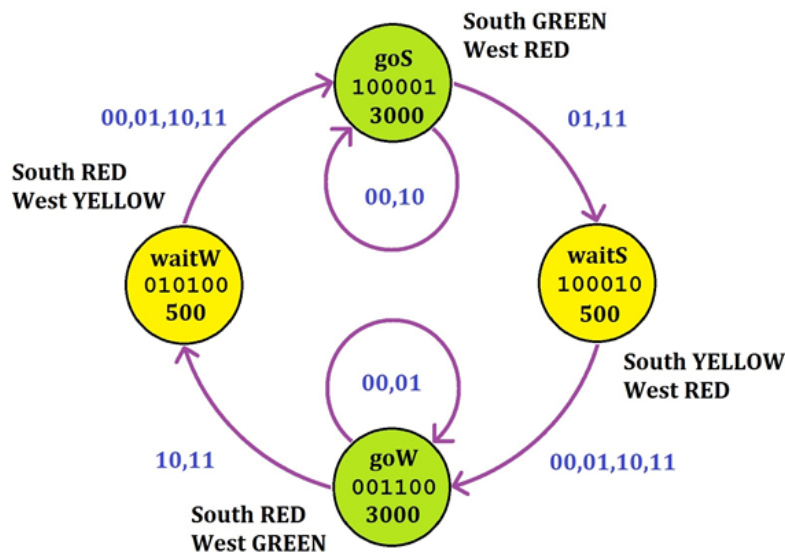 South GREEN
West RED
goS
100001
3000
00,01,10,11
01,11
South RED
West YELLOW
00,10
waitW
010100
500
waitS
100010
500
00,01
South YELLOW
West RED
10,11
goW
001100
3000
00,01,10,11
South RED
West GREEN